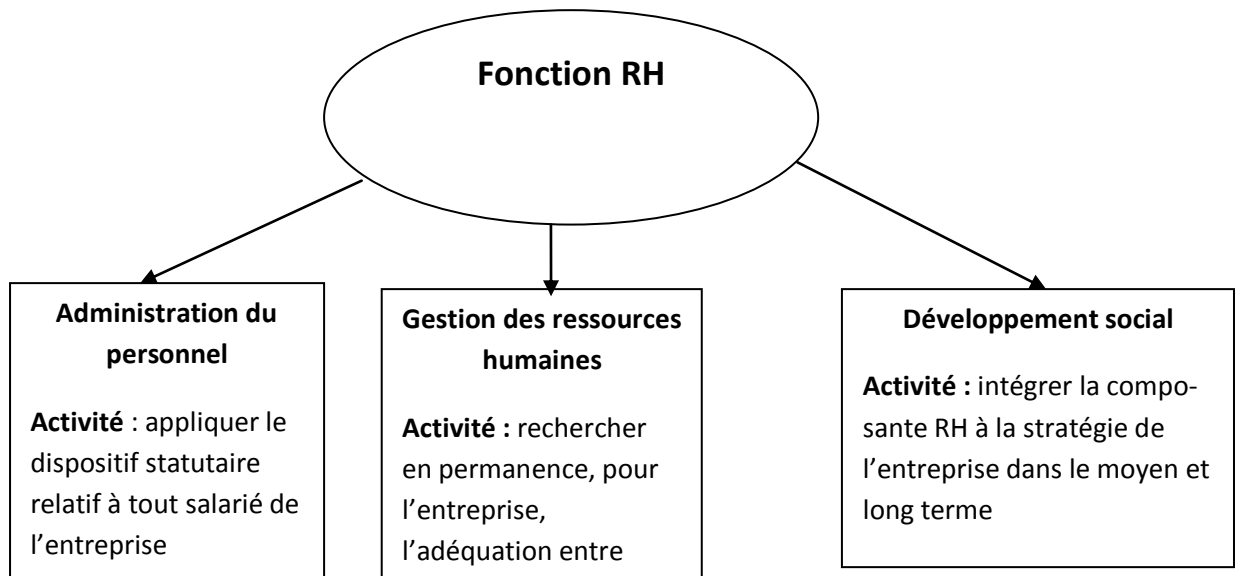 Fonction RH
Administration du
personnel
Activité : appliquer le
dispositif statutaire
relatif à tout salarié de
l’entreprise
Gestion des ressources
humaines
Activité : rechercher
en permanence, pour
l’entreprise,
l’adéquation entre
Développement social
Activité : intégrer la compo-
sante RH à la stratégie de
l’entreprise dans le moyen et
long terme